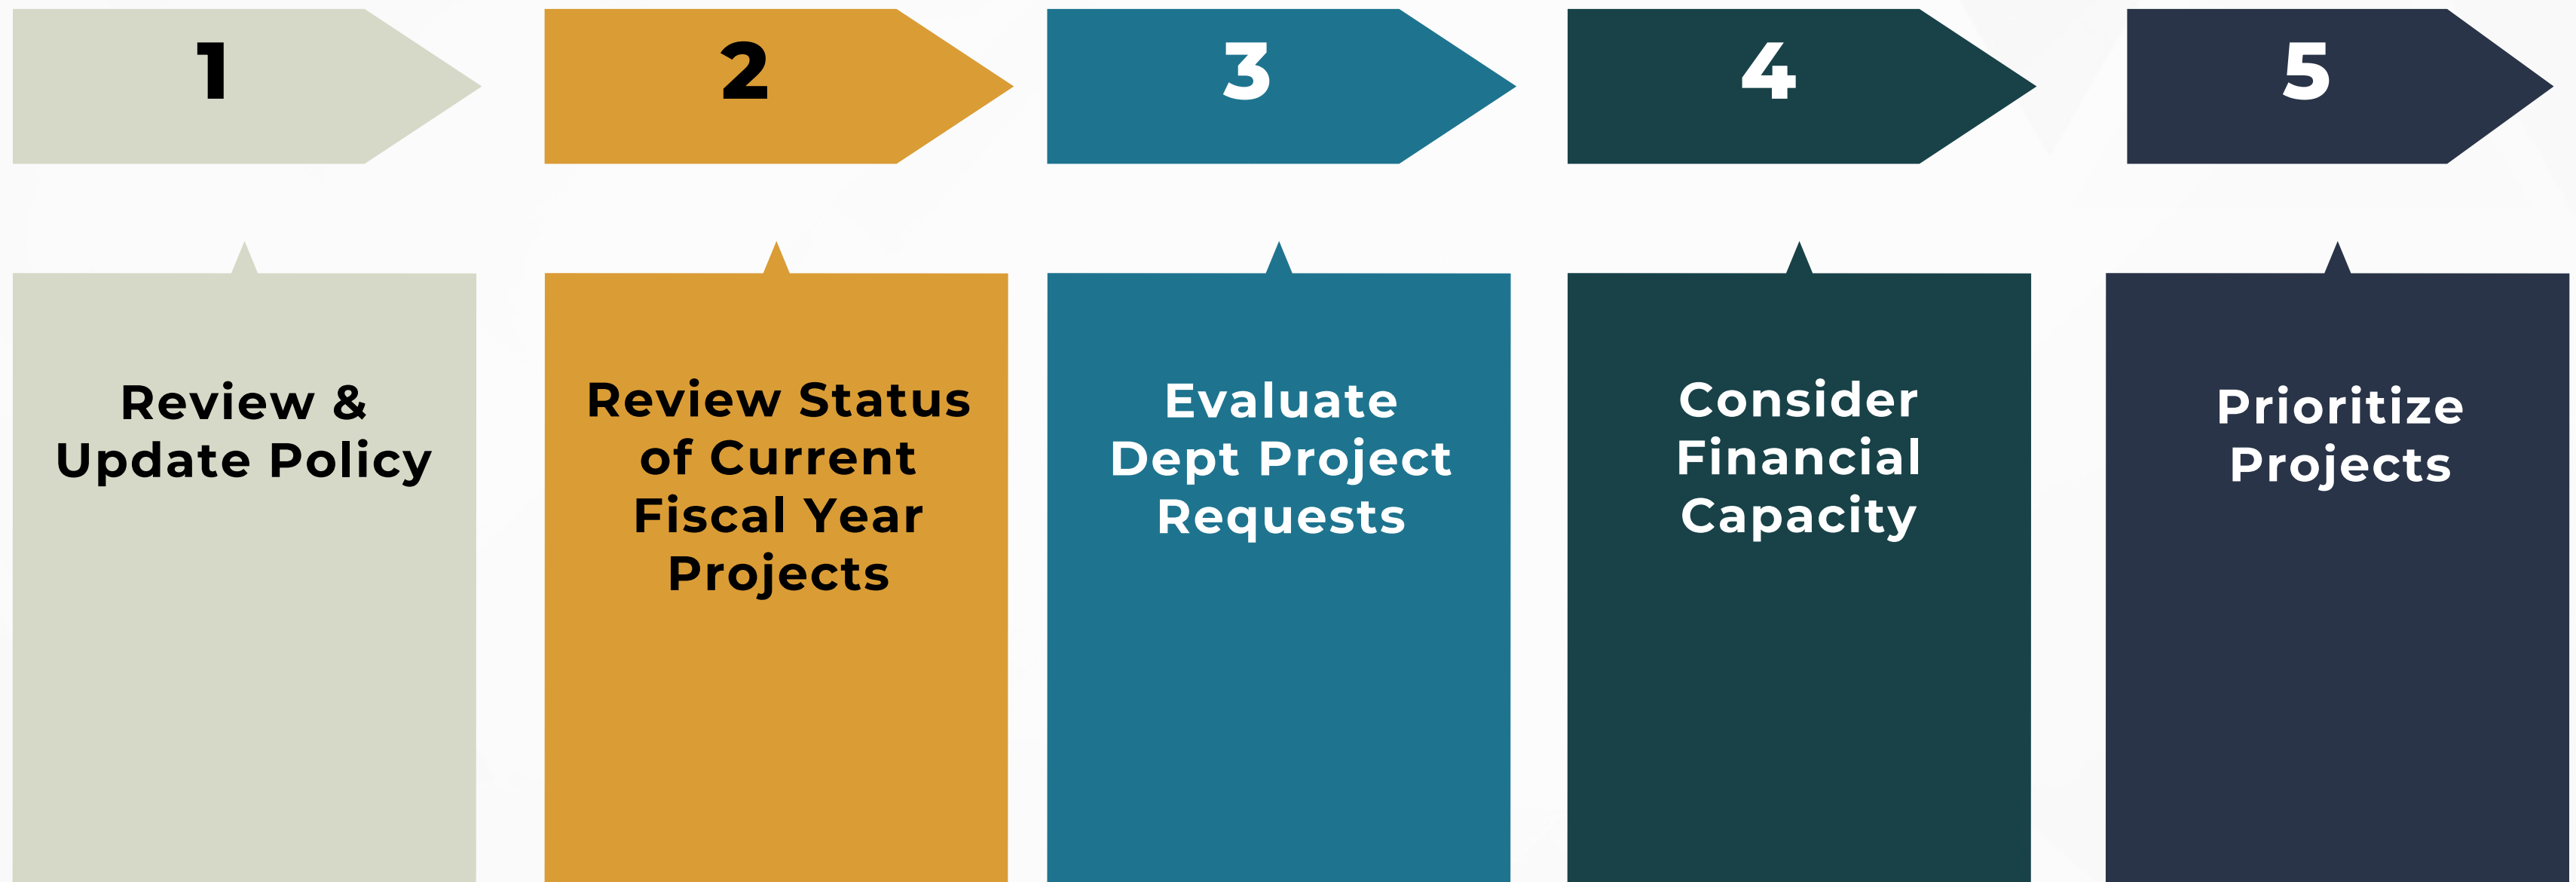 1
2
3
4
5
Review &
Update Policy
Review Status
of Current
Fiscal Year
Projects
Evaluate
Dept Project
Requests
Consider
Financial
Capacity
Prioritize
Projects